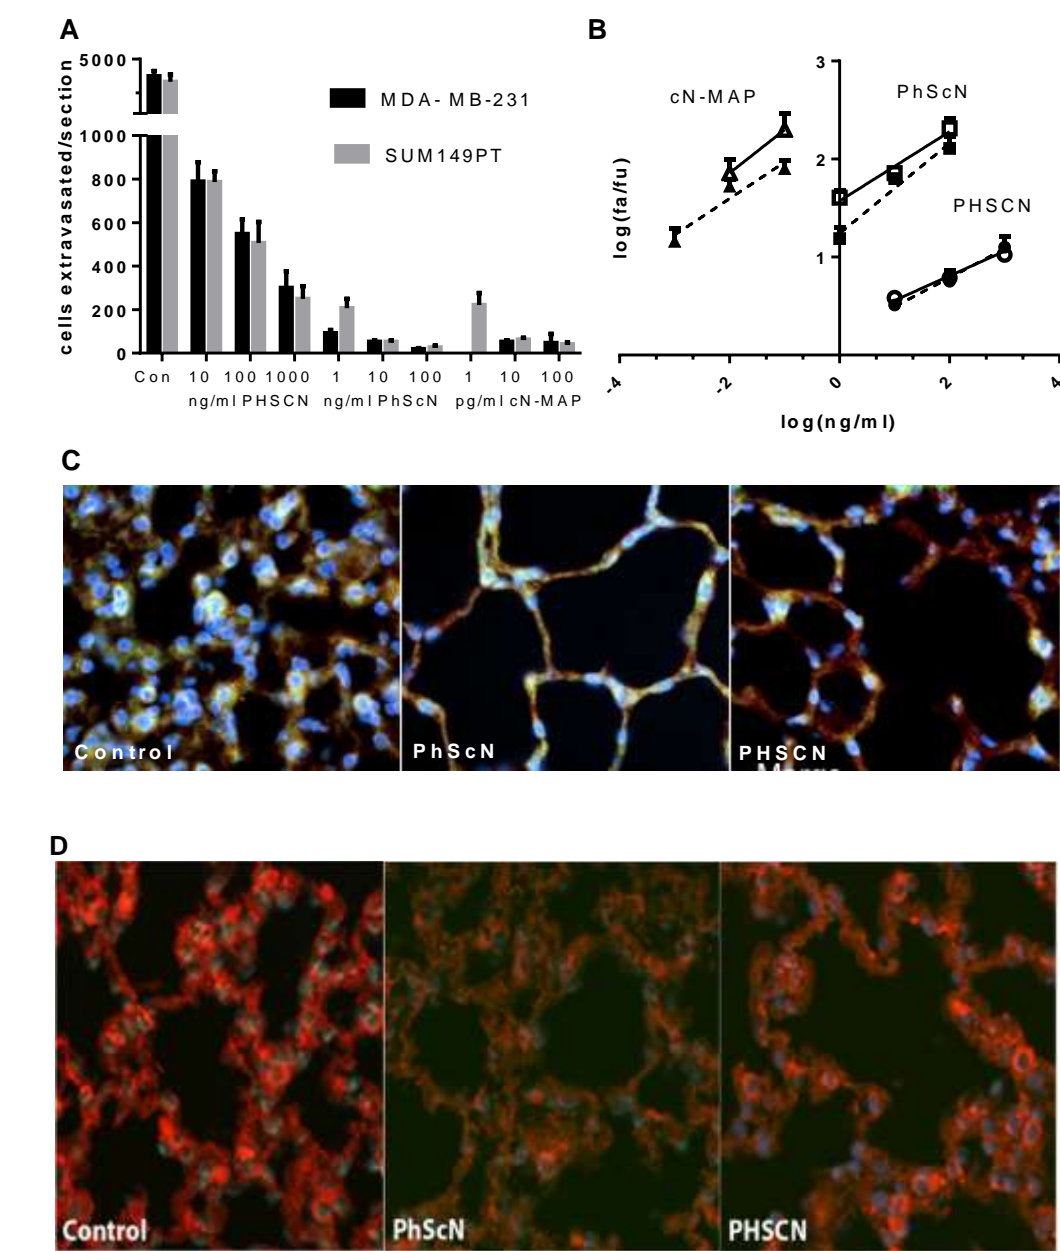 A
cells extravasated/section
5000
1000
800
600
400
200
0
MDA-MB-231
SUM149PT
Con 10 100 1000 1 10 100 1 10 100
ng/ml PHSCN ng/ml PhScN pg/ml cN-MAP
B
log(fa/fu)
3
2
1
cN-MAP
PhScN
PHSCN
-4 -2 0 2 4
log(ng/ml)
C
Control
PhScN
PHSCN
D
Control
PhScN
PHSCN